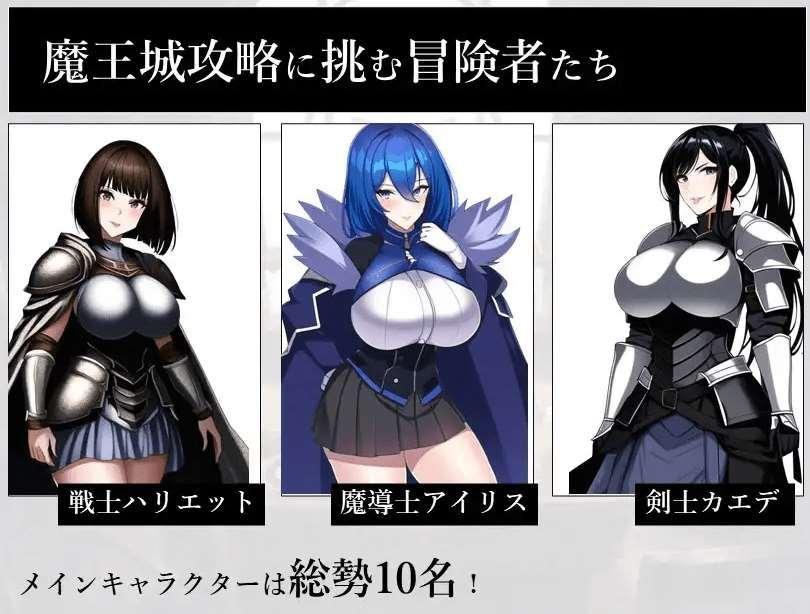 魔王城攻略に挑む冒険者たち
戦士ハリエット
魔導士アイリス
剣士カエデ
メインキャラクターは総勢10名！